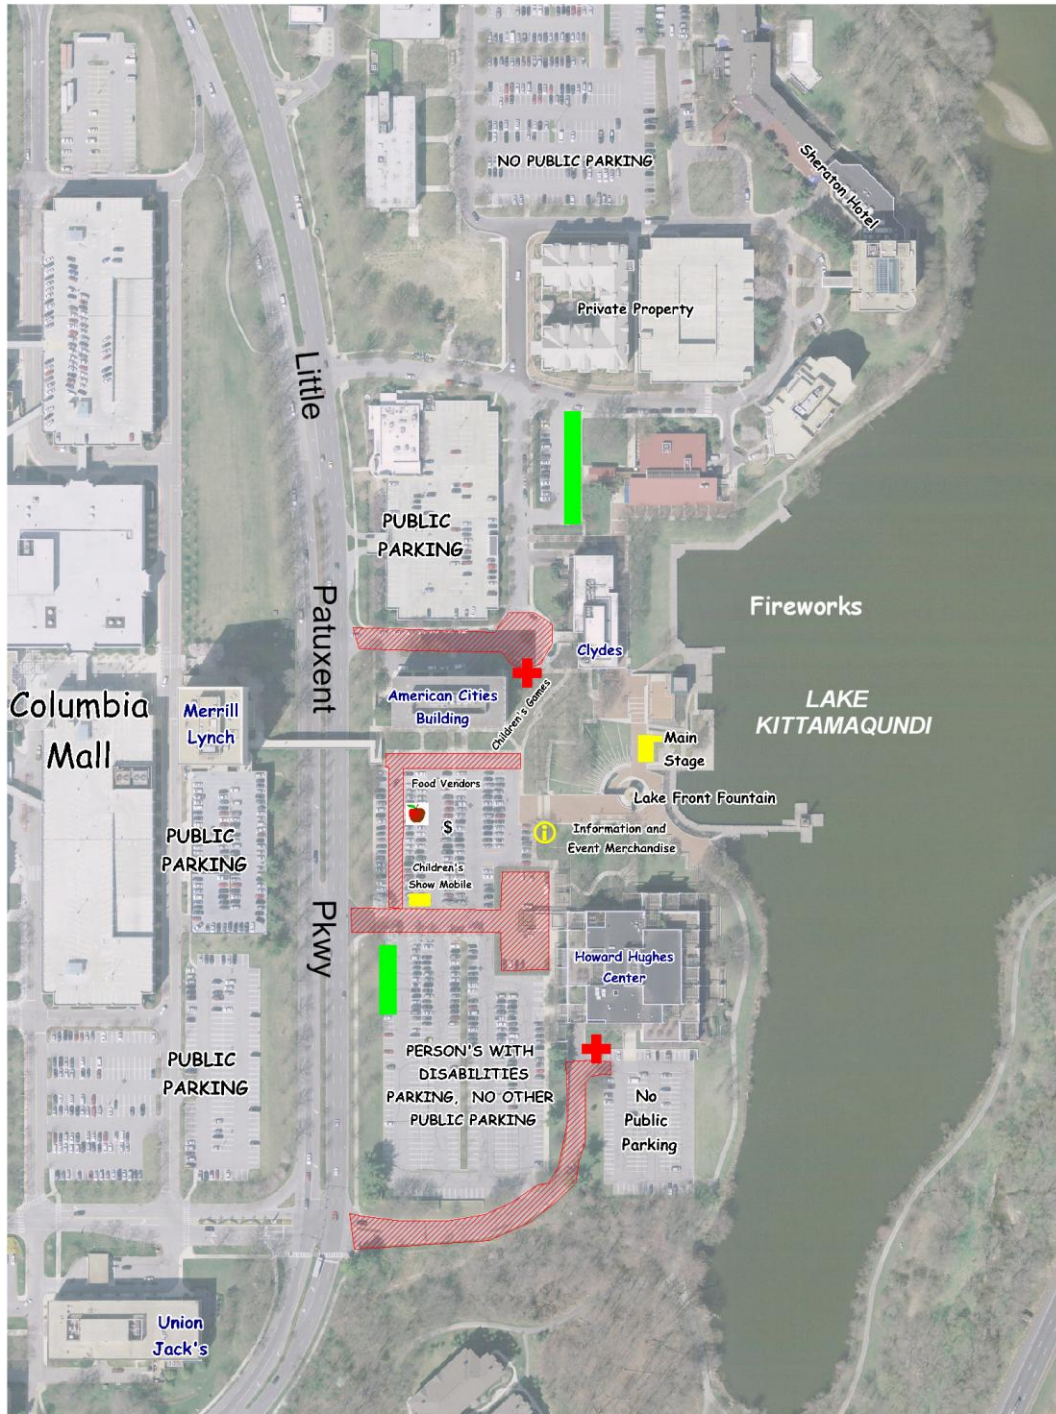 NO PUBLIC PARKING
Sheraton Hotel
Private Property
Little
PUBLIC
PARKING
Fireworks
Patuxent
Clydes
American Cities
Building
Children's Games
Columbia
Mall
Merrill
Lynch
LAKE
KITTAMAQUNDI
Main
Stage
Food Vendors
$
Lake Front Fountain
i
Information and
Event Merchandise
PUBLIC
PARKING
Children's
Show Mobile
Pkwy
Howard Hughes
Center
PUBLIC
PARKING
PERSON'S WITH
DISABILITIES
PARKING, NO OTHER
PUBLIC PARKING
No
Public
Parking
Union
Jack's